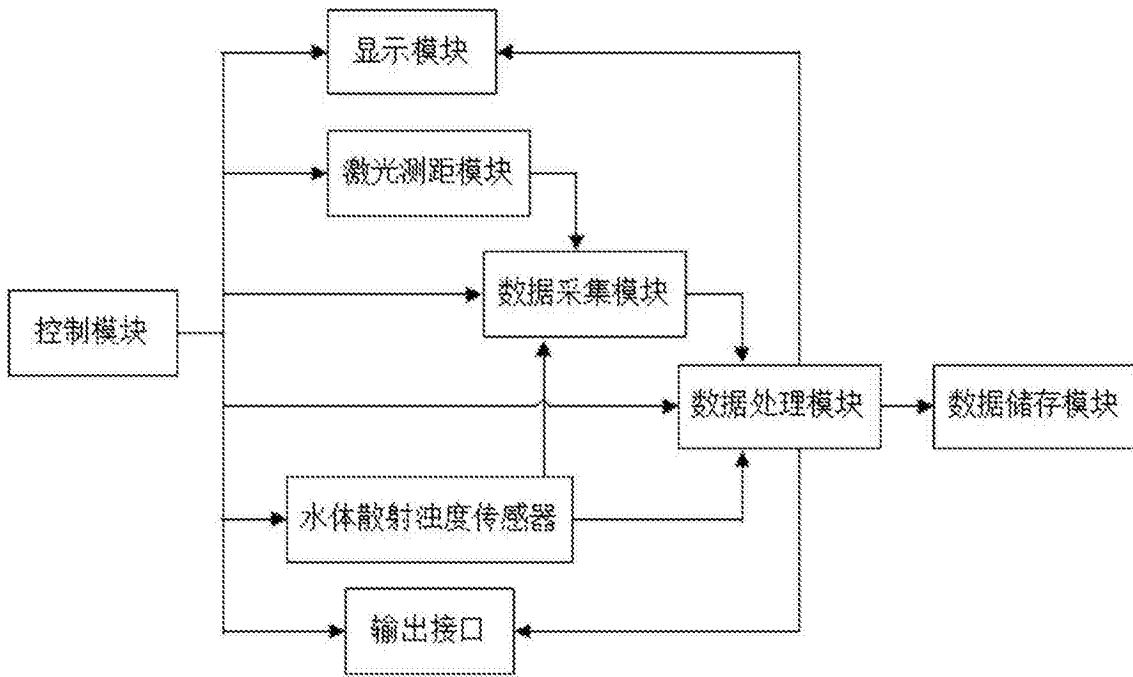 显示模块
激光测距模块
数据采集模块
控制模块
数据处理模块
数据储存模块
水体散射浊度传感器
输出接口